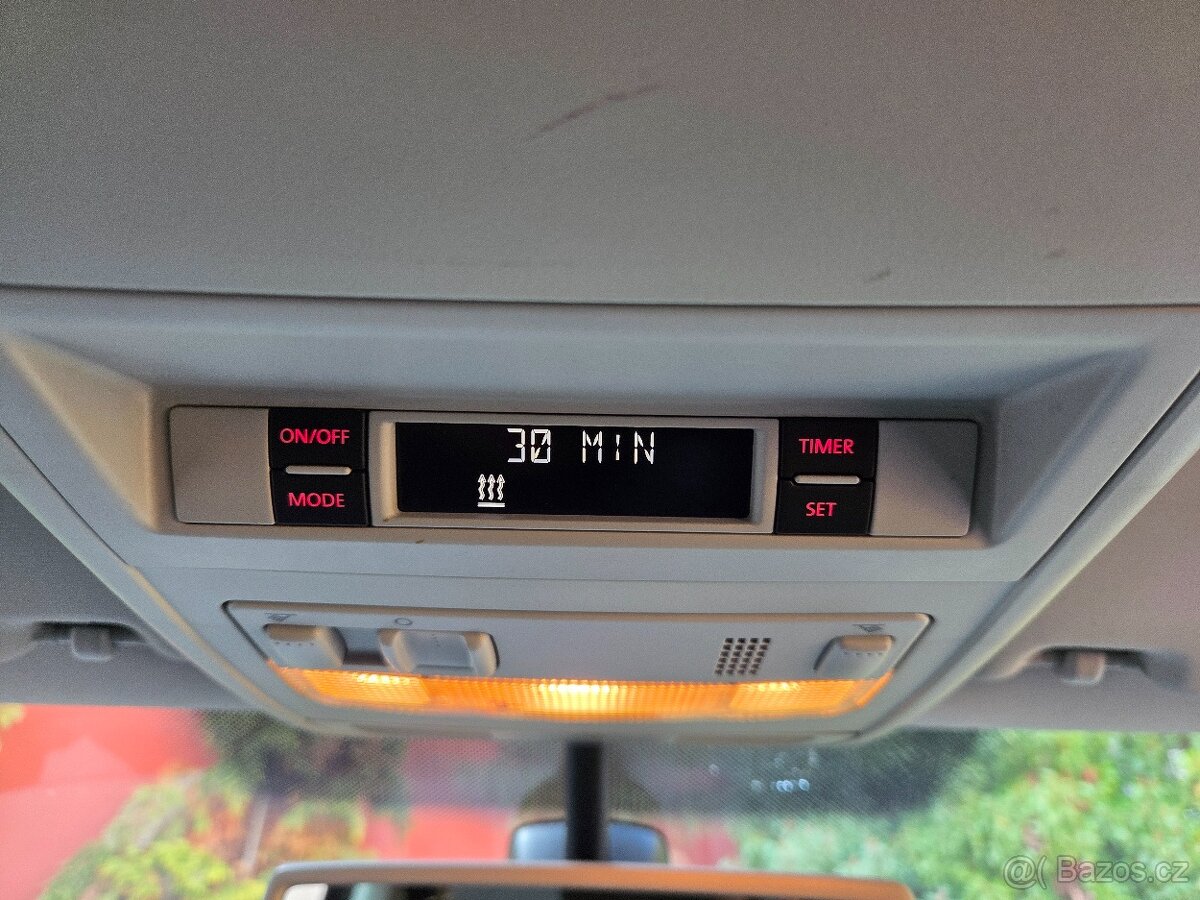 ON/OFF
MODE
30 MIN
TIMER
SET
Bazos.cz